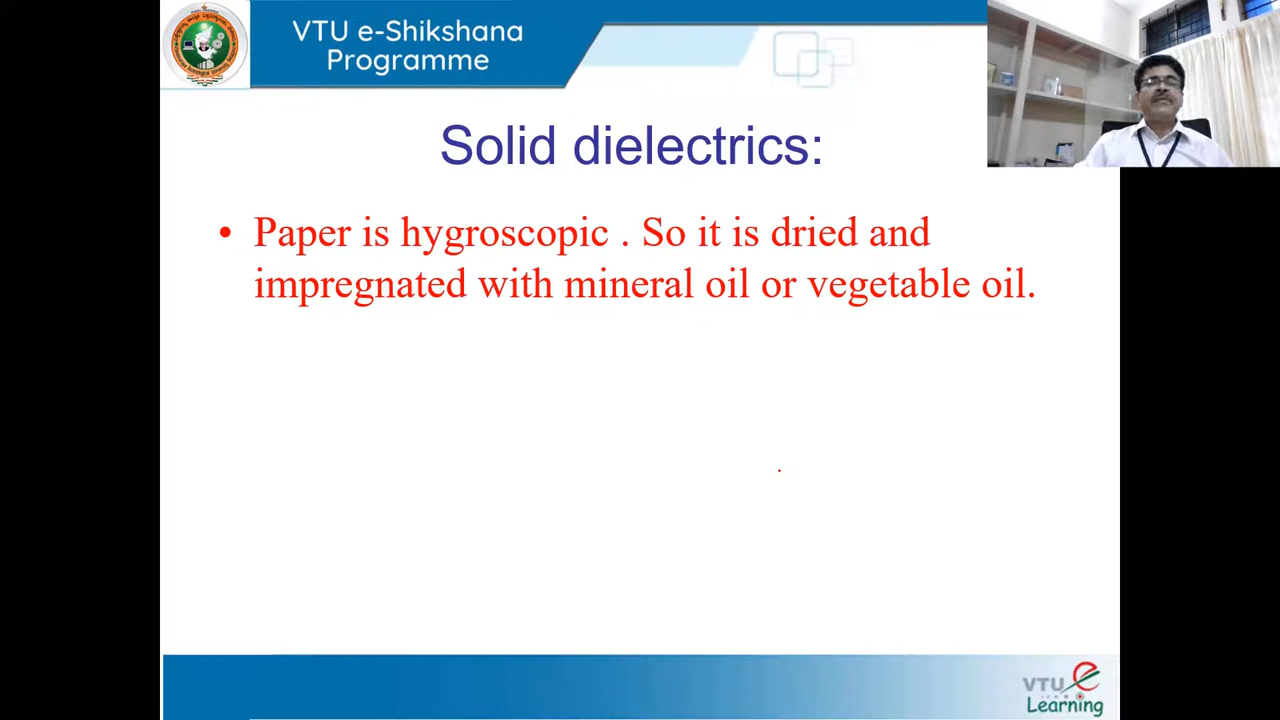 VTU e-Shikshana
Programme
Solid dielectrics:
• Paper is hygroscopic . So it is dried and
impregnated with mineral oil or vegetable oil.
VTU e
Learning